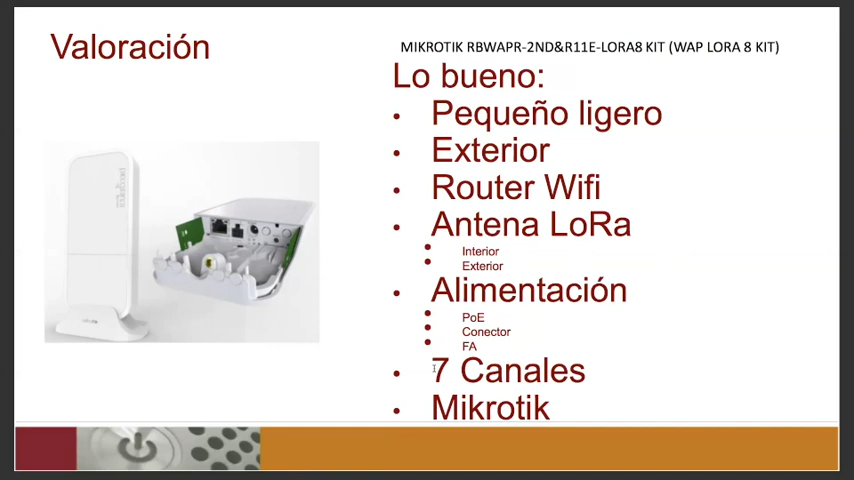 Valoración
MIKROTIK RBWAPR-2ND&R11E-LORA8 KIT (WAP LORA 8 KIT)
Lo bueno:
• Pequeño ligero
• Exterior
• Router Wifi
• Antena LoRa
• Interior
• Exterior
• Alimentación
• PoE
• Conector
• FA
• 7 Canales
• Mikrotik